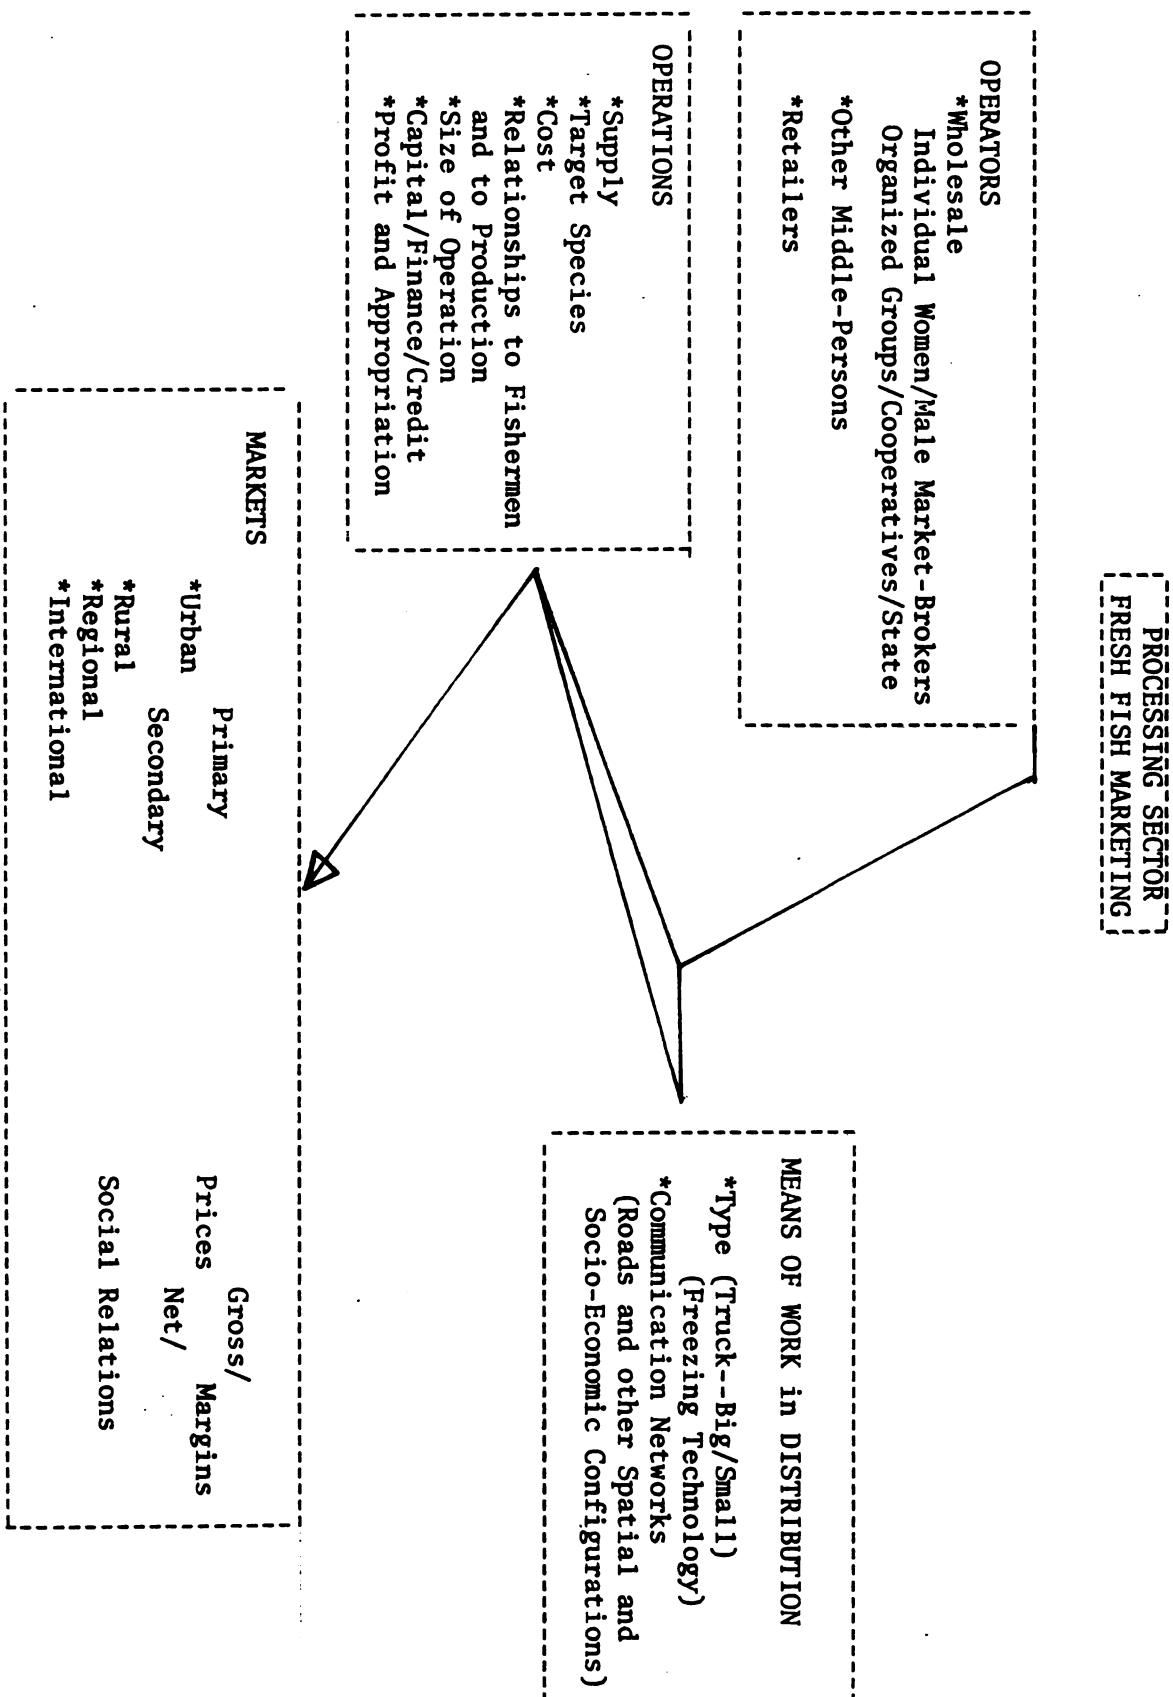 PROCESSING SECTOR
FRESH FISH MARKETING
OPERATORS
*Wholesale
Individual Women/Male Market-Brokers
Organized Groups/Cooperatives/State
*Other Middle-Persons
*Retailers
MEANS OF WORK in DISTRIBUTION
*Type (Truck--Big/Small)
(Freezing Technology)
*Communication Networks
(Roads and other Spatial and
Socio-Economic Configurations)
OPERATIONS
*Supply
*Target Species
*Cost
*Relationships to Fishermen
and to Production
*Size of Operation
*Capital/Finance/Credit
*Profit and Appropriation
MARKETS
Primary
*Urban
Secondary
*Rural
*Regional
*International
Gross/
Prices Margins
Net/
Social Relations